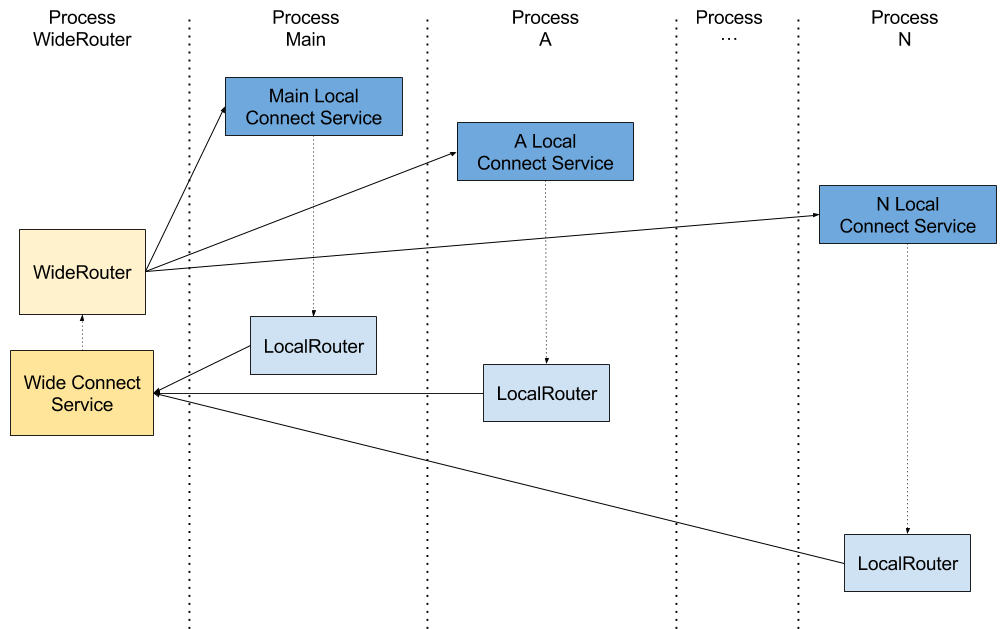 Process
WideRouter
Process
Main
Process
A
Process
...
Process
N
Main Local
Connect Service
A Local
Connect Service
N Local
Connect Service
WideRouter
LocalRouter
Wide Connect
Service
LocalRouter
LocalRouter